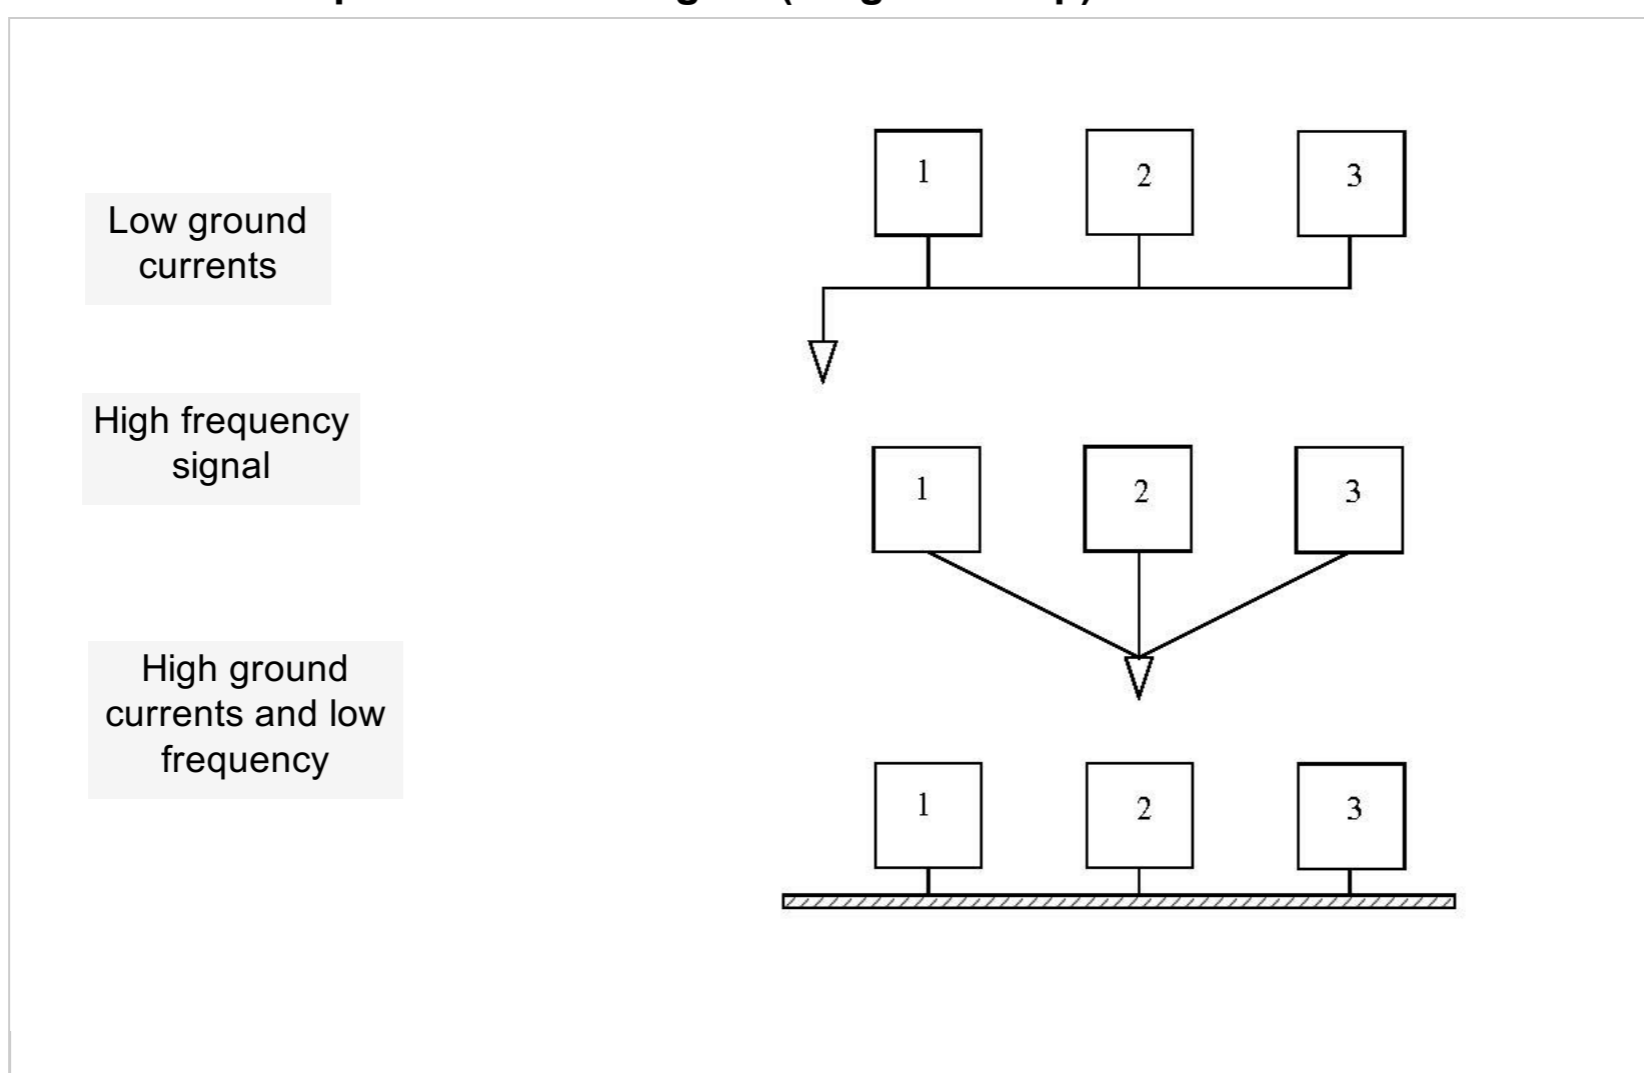 Low ground
currents
High frequency
signal
High ground
currents and low
frequency
1 2 3
1 2 3
1 2 3